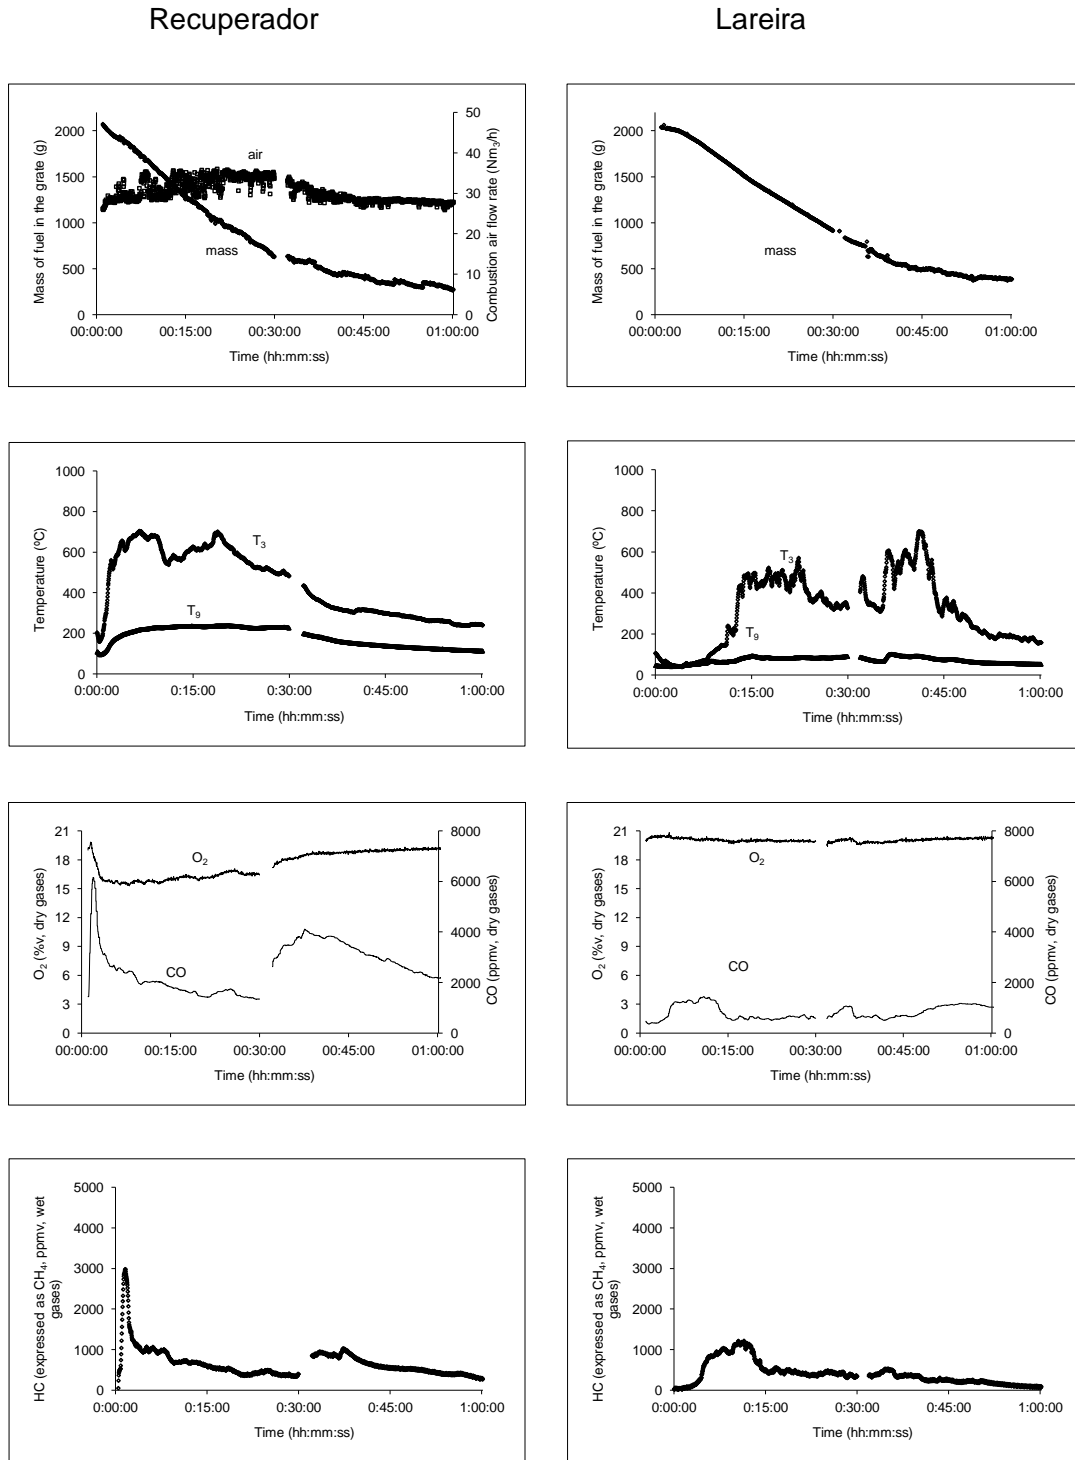 Recuperador
Lareira
Mass of fuel in the grate (g)
2000
1500
1000
500
0
50
40
30
20
10
0
Combustion air flow rate (Nm3/h)
air
mass
00:00:00 00:15:00 00:30:00 00:45:00 01:00:00
Time (hh:mm:ss)
Mass of fuel in the grate (g)
2000
1500
1000
500
0
mass
00:00:00 00:15:00 00:30:00 00:45:00 01:00:00
Time (hh:mm:ss)
Temperature (ºC)
1000
800
600
400
200
0
T3
T9
0:00:00 0:15:00 0:30:00 0:45:00 1:00:00
Time (hh:mm:ss)
Temperature (ºC)
1000
800
600
400
200
0
T3
T9
0:00:00 0:15:00 0:30:00 0:45:00 1:00:00
Time (hh:mm:ss)
O2 (%v, dry gases)
21
18
15
12
9
6
3
0
8000
6000
4000
2000
0
CO (ppmv, dry gases)
O2
CO
00:00:00 00:15:00 00:30:00 00:45:00 01:00:00
Time (hh:mm:ss)
O2 (%v, dry gases)
21
18
15
12
9
6
3
0
8000
6000
4000
2000
0
CO (ppmv, dry gases)
O2
CO
00:00:00 00:15:00 00:30:00 00:45:00 01:00:00
Time (hh:mm:ss)
HC (expressed as CH4, ppmv, wet
gases)
5000
4000
3000
2000
1000
0
0:00:00 0:15:00 0:30:00 0:45:00 1:00:00
Time (hh:mm:ss)
HC (expressed as CH4, ppmv, wet
gases)
5000
4000
3000
2000
1000
0
0:00:00 0:15:00 0:30:00 0:45:00 1:00:00
Time (hh:mm:ss)